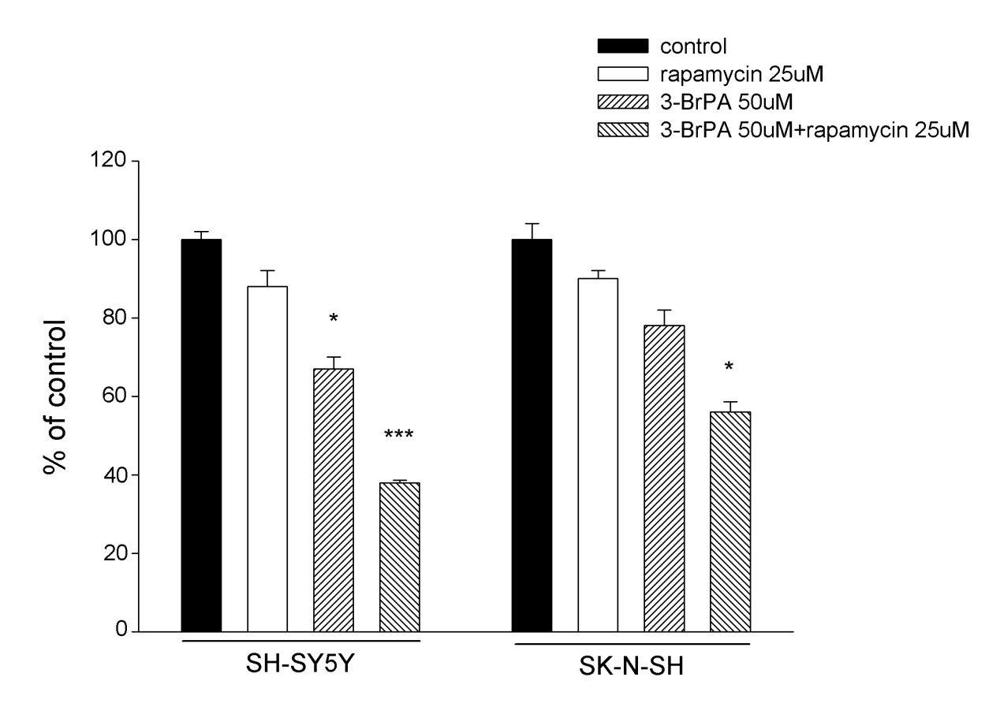 control
rapamycin 25uM
3-BrPA 50uM
3-BrPA 50uM+rapamycin 25uM
120
100
80
60
40
20
0
% of control
*
***
*
SH-SY5Y
SK-N-SH